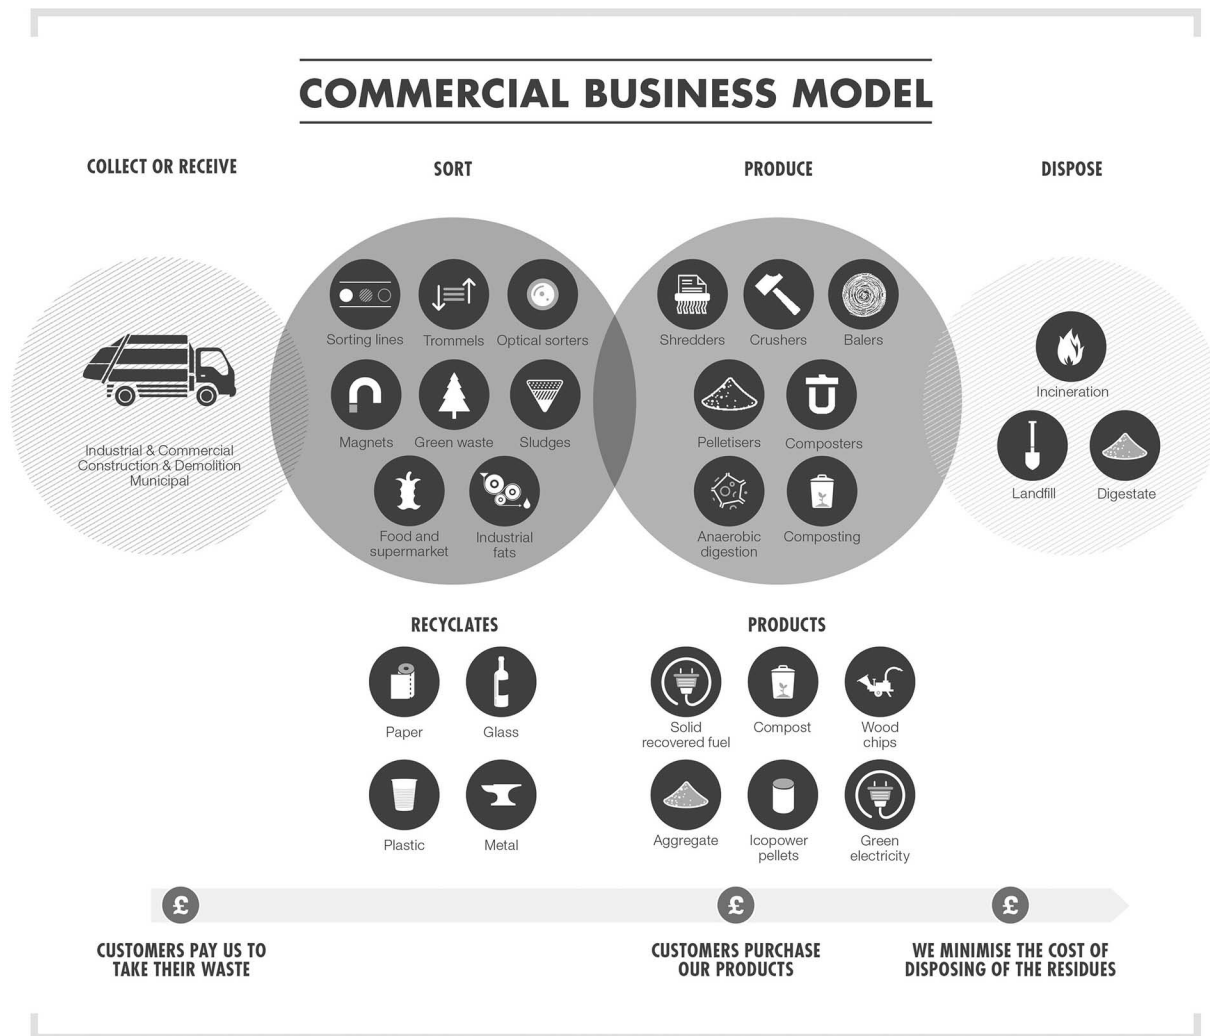 COMMERCIAL BUSINESS MODEL
COLLECT OR RECEIVE
SORT
PRODUCE
DISPOSE
Industrial & Commercial
Construction & Demolition
Municipal
Sorting lines
Trommels
Optical sorters
Magnets
Green waste
Sludges
Food and
supermarket
Industrial
fats
Shredders
Crushers
Balers
Pelletisers
Composters
Anaerobic
digestion
Composting
Incineration
Landfill
Digestate
RECYCLATES
Paper
Glass
Plastic
Metal
PRODUCTS
Solid
recovered fuel
Compost
Wood
chips
Aggregate
Icopower
pellets
Green
electricity
£
£
£
CUSTOMERS PAY US TO
TAKE THEIR WASTE
CUSTOMERS PURCHASE
OUR PRODUCTS
WE MINIMISE THE COST OF
DISPOSING OF THE RESIDUES